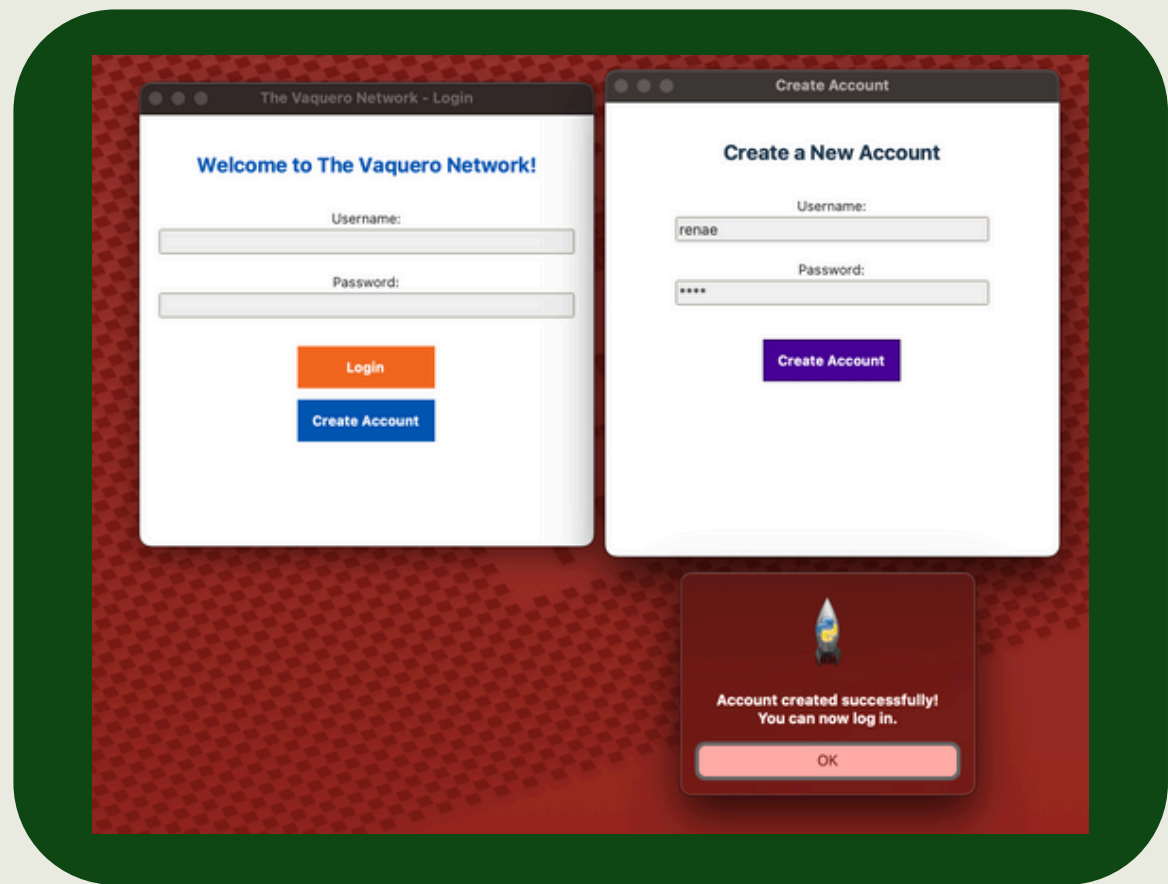 The Vaquero Network - Login
Welcome to The Vaquero Network!
Username:
Password:
Login
Create Account
Create Account
Create a New Account
Username:
renae
Password:
****
Create Account
Account created successfully!
You can now log in.
OK